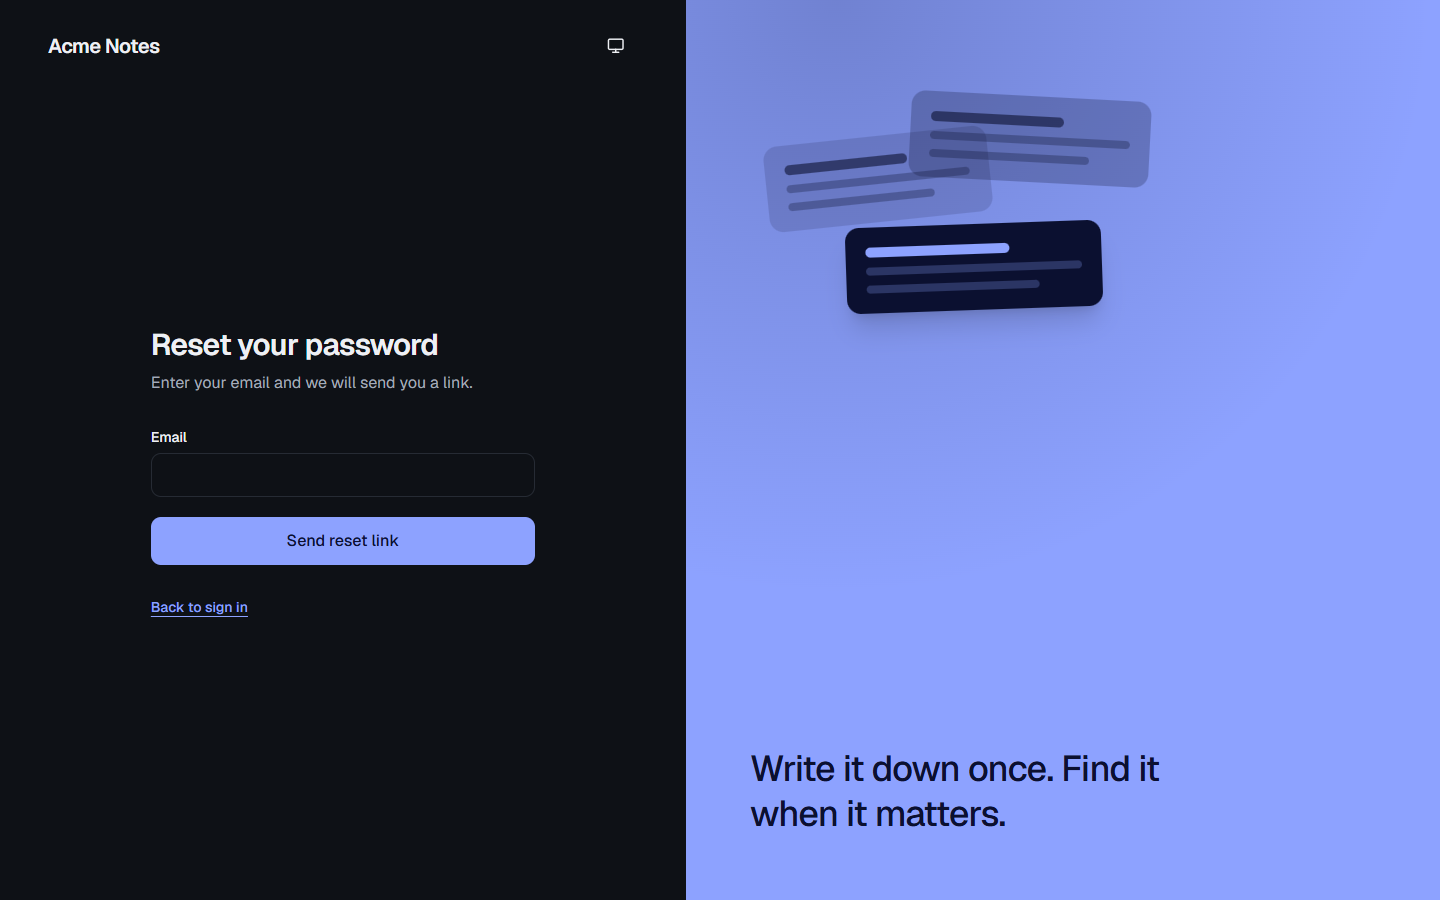 Acme Notes
Reset your password
Enter your email and we will send you a link.
Email
Send reset link
Back to sign in
Write it down once. Find it
when it matters.